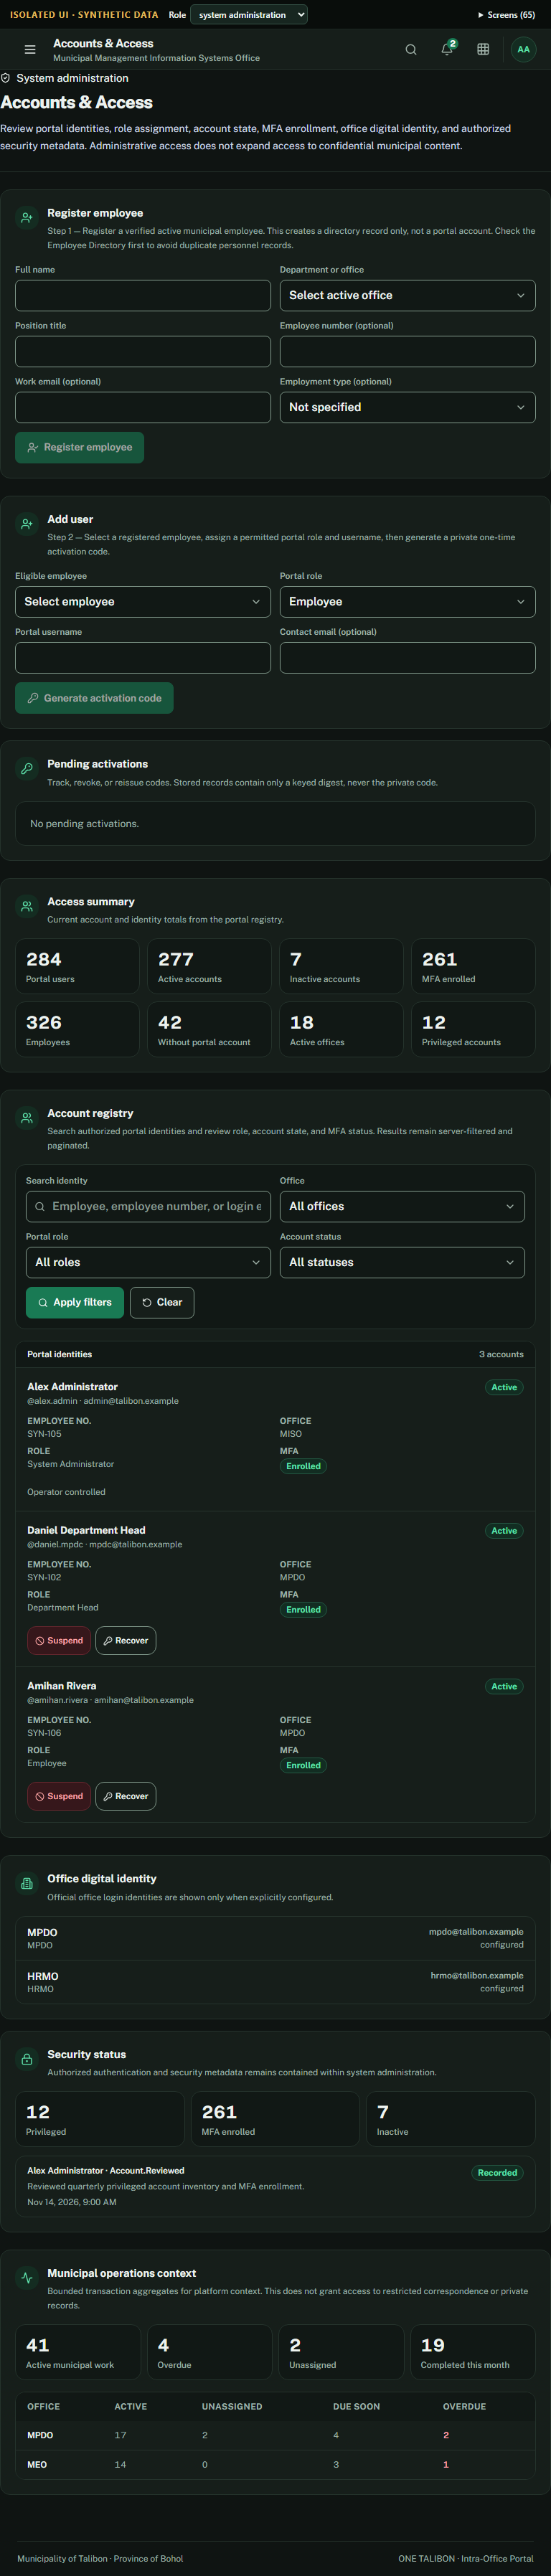 ISOLATED UI · SYNTHETIC DATA Role system administration Screens (65)
Accounts & Access
Municipal Management Information Systems Office
2
AA
System administration
Accounts & Access
Review portal identities, role assignment, account state, MFA enrollment, office digital identity, and authorized
security metadata. Administrative access does not expand access to confidential municipal content.
Register employee
Step 1 — Register a verified active municipal employee. This creates a directory record only, not a portal account. Check the
Employee Directory first to avoid duplicate personnel records.
Full name Department or office
Select active office
Position title Employee number (optional)
Work email (optional) Employment type (optional)
Not specified
Register employee
Add user
Step 2 — Select a registered employee, assign a permitted portal role and username, then generate a private one-time
activation code.
Eligible employee Portal role
Select employee Employee
Portal username Contact email (optional)
Generate activation code
Pending activations
Track, revoke, or reissue codes. Stored records contain only a keyed digest, never the private code.
No pending activations.
Access summary
Current account and identity totals from the portal registry.
284 277 7 261
Portal users Active accounts Inactive accounts MFA enrolled
326 42 18 12
Employees Without portal account Active offices Privileged accounts
Account registry
Search authorized portal identities and review role, account state, and MFA status. Results remain server-filtered and
paginated.
Search identity Office
Employee, employee number, or login e All offices
Portal role Account status
All roles All statuses
Apply filters Clear
Portal identities 3 accounts
Alex Administrator Active
@alex.admin · admin@talibon.example
EMPLOYEE NO. OFFICE
SYN-105 MISO
ROLE MFA
System Administrator Enrolled
Operator controlled
Daniel Department Head Active
@daniel.mpdc · mpdc@talibon.example
EMPLOYEE NO. OFFICE
SYN-102 MPDO
ROLE MFA
Department Head Enrolled
Suspend Recover
Amihan Rivera Active
@amihan.rivera · amihan@talibon.example
EMPLOYEE NO. OFFICE
SYN-106 MPDO
ROLE MFA
Employee Enrolled
Suspend Recover
Office digital identity
Official office login identities are shown only when explicitly configured.
MPDO mpdo@talibon.example
MPDO configured
HRMO hrmo@talibon.example
HRMO configured
Security status
Authorized authentication and security metadata remains contained within system administration.
12 261 7
Privileged MFA enrolled Inactive
Alex Administrator · Account.Reviewed Recorded
Reviewed quarterly privileged account inventory and MFA enrollment.
Nov 14, 2026, 9:00 AM
Municipal operations context
Bounded transaction aggregates for platform context. This does not grant access to restricted correspondence or private
records.
41 4 2 19
Active municipal work Overdue Unassigned Completed this month
OFFICE ACTIVE UNASSIGNED DUE SOON OVERDUE
MPDO 17 2 4 2
MEO 14 0 3 1
Municipality of Talibon · Province of Bohol ONE TALIBON · Intra-Office Portal